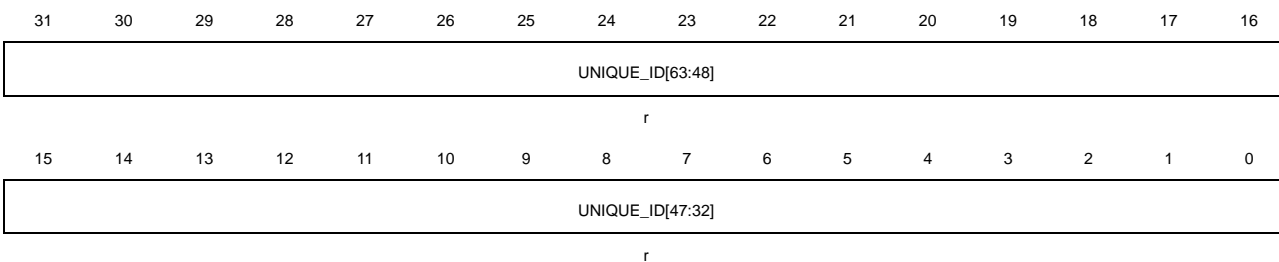 31 30 29 28 27 26 25 24 23 22 21 20 19 18 17 16
UNIQUE_ID[63:48]
r
15 14 13 12 11 10 9 8 7 6 5 4 3 2 1 0
UNIQUE_ID[47:32]
r